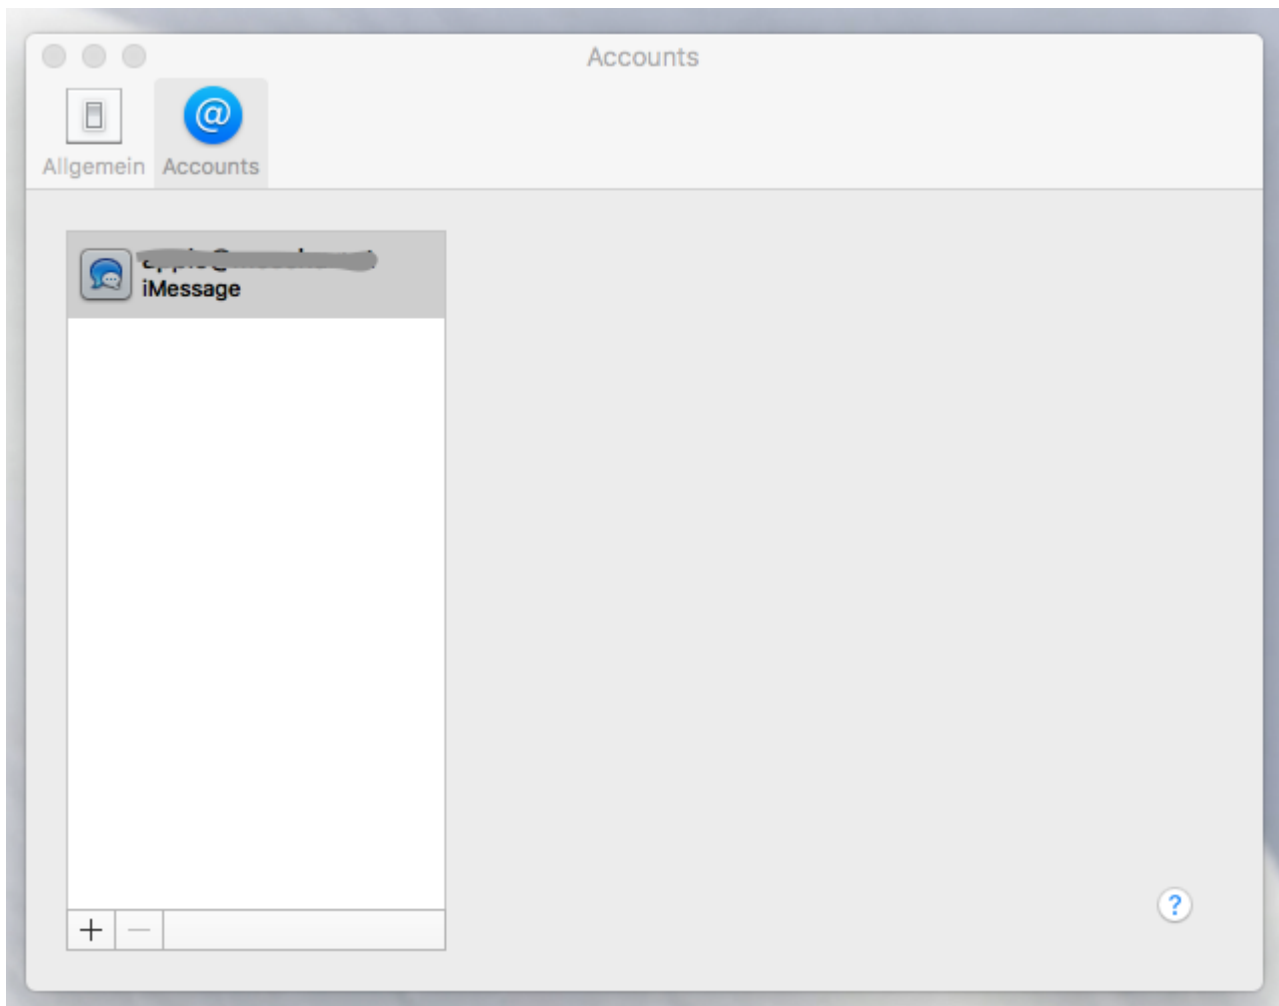 Accounts
@
Allgemein
Accounts
iMessage
+ −
?